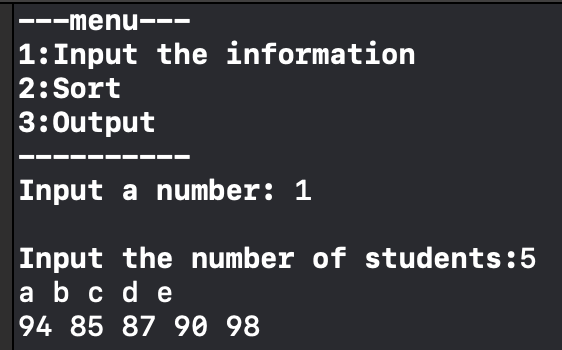 ---menu---
1:Input the information
2:Sort
3:Output
----------
Input a number: 1
Input the number of students:5
a b c d e
94 85 87 90 98